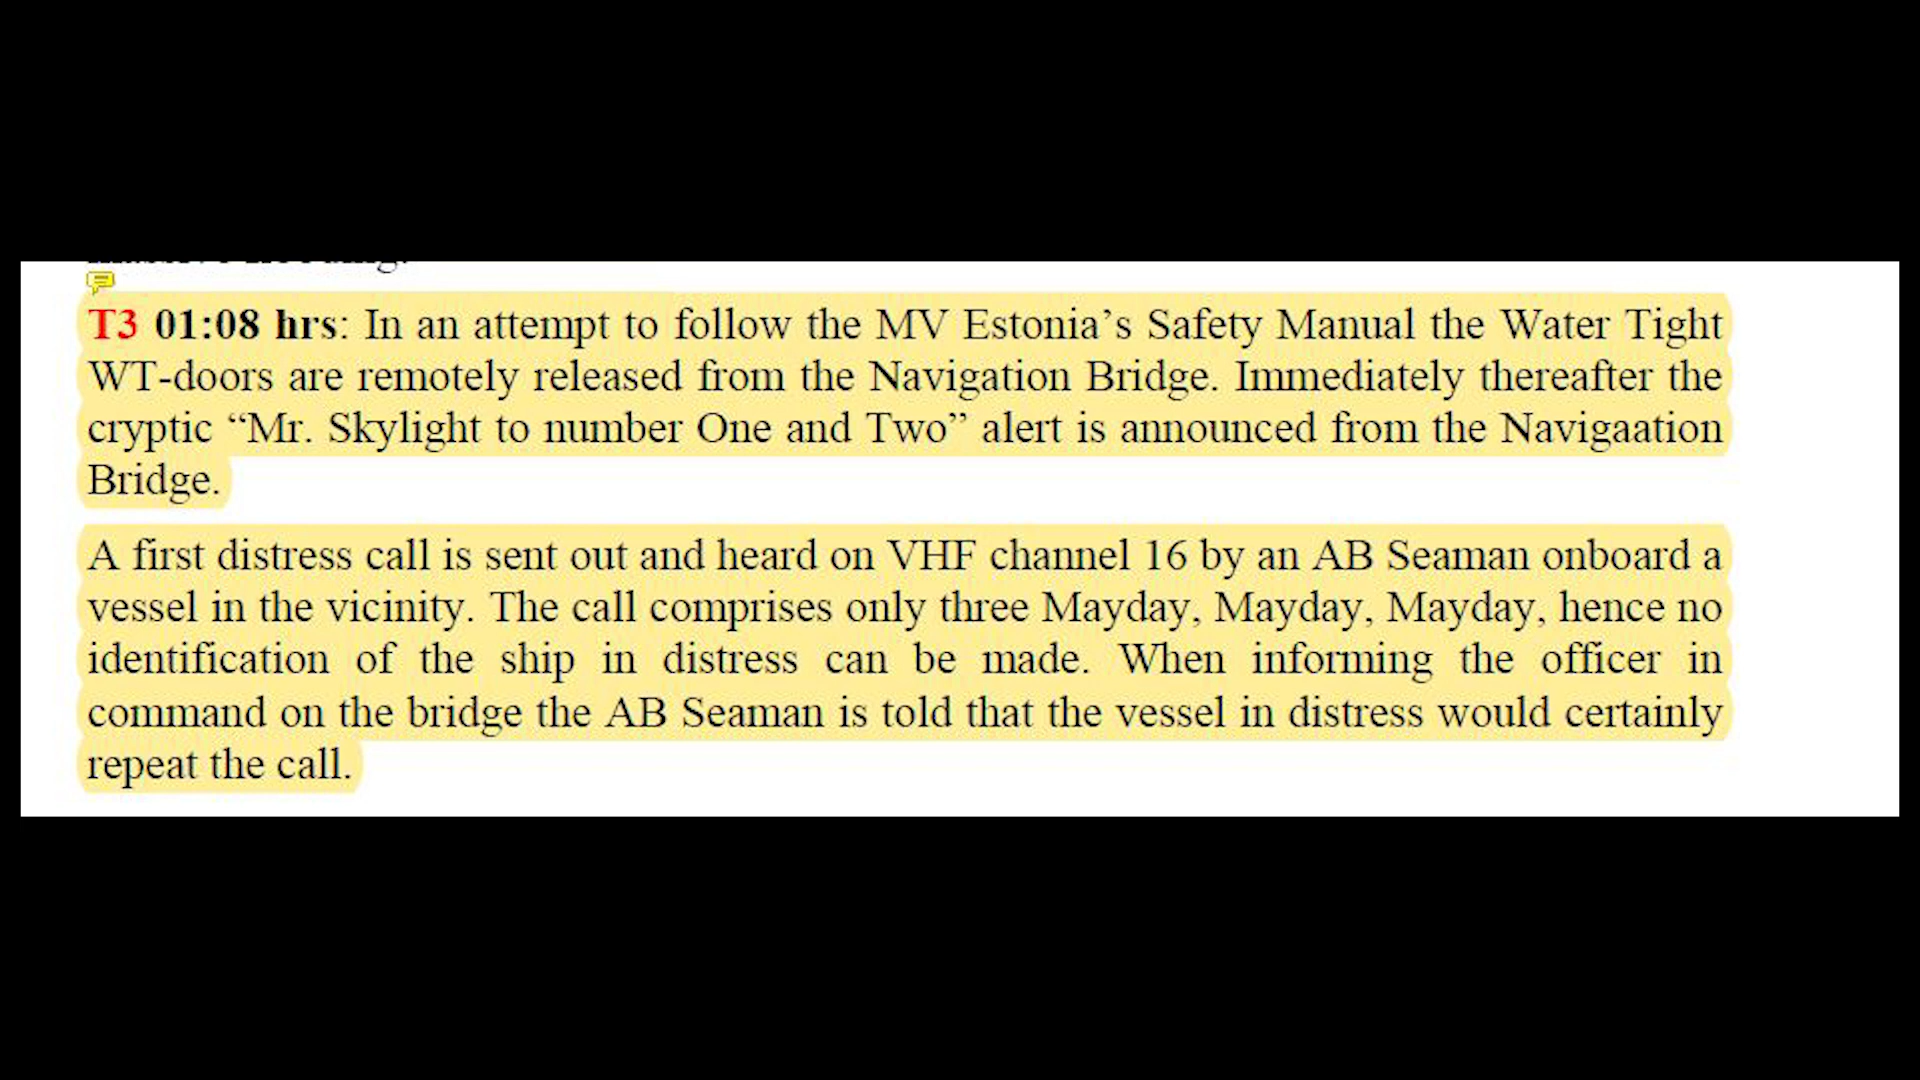 T3 01:08 hrs: In an attempt to follow the MV Estonia’s Safety Manual the Water Tight
WT-doors are remotely released from the Navigation Bridge. Immediately thereafter the
cryptic “Mr. Skylight to number One and Two” alert is announced from the Navigaation
Bridge.
A first distress call is sent out and heard on VHF channel 16 by an AB Seaman onboard a
vessel in the vicinity. The call comprises only three Mayday, Mayday, Mayday, hence no
identification of the ship in distress can be made. When informing the officer in
command on the bridge the AB Seaman is told that the vessel in distress would certainly
repeat the call.